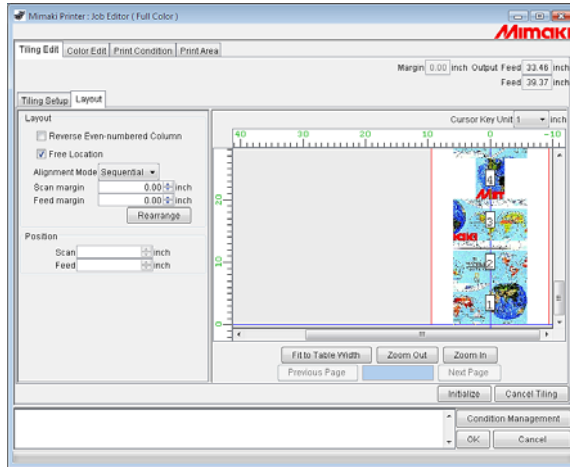 Mimaki Printer : Job Editor ( Full Color )
Mimaki
Tiling Edit Color Edit Print Condition Print Area
Margin 0.00 inch Output Feed 33.46 inch
Feed 39.37 inch
Tiling Setup Layout
Layout
Cursor Key Unit 1 inch
Reverse Even-numbered Column
40 30 20 10 0 -10
Free Location
Alignment Mode Sequential
Scan margin 0.00 inch
Feed margin 0.00 inch
Rearrange
Position
Scan inch
Feed inch
20
10
0
4
3
2
1
Fit to Table Width Zoom Out Zoom In
Previous Page Next Page
Initialize Cancel Tiling
Condition Management
OK Cancel